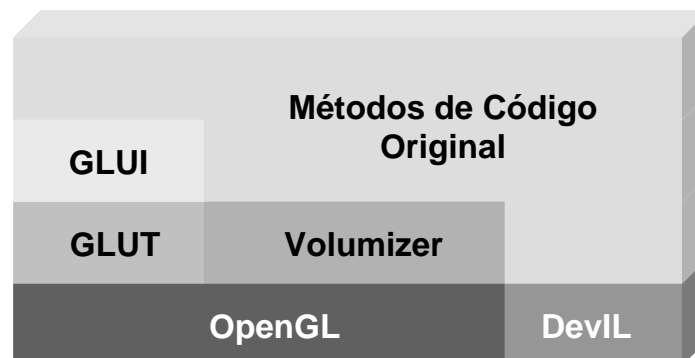 Métodos de Código
Original
GLUI
GLUT
Volumizer
OpenGL
DevIL